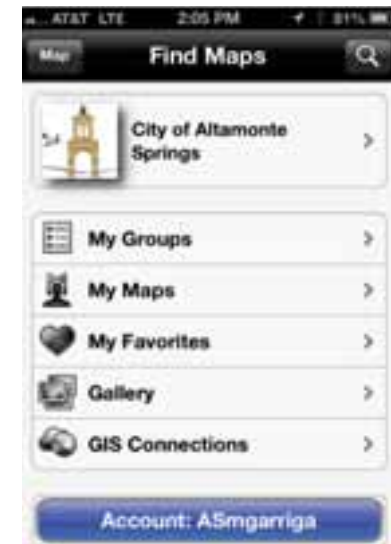 AT&T LTE 2:05 PM 81%
Map Find Maps
City of Altamonte
Springs
My Groups
My Maps
My Favorites
Gallery
GIS Connections
Account: ASmgarriga